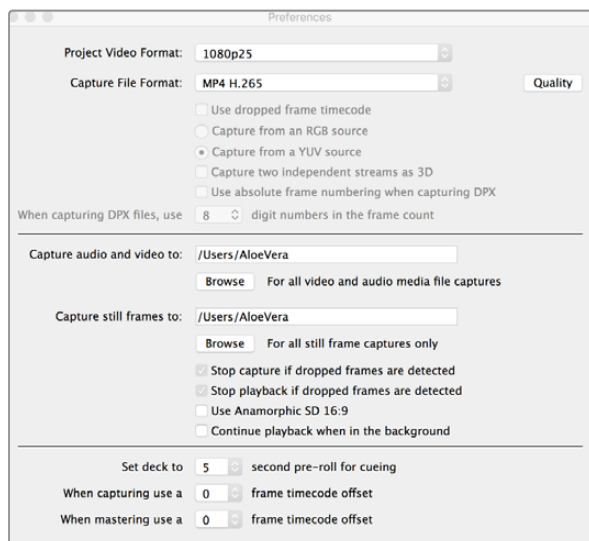 Preferences
Project Video Format: 1080p25
Capture File Format: MP4 H.265 Quality
Use dropped frame timecode
Capture from an RGB source
Capture from a YUV source
Capture two independent streams as 3D
Use absolute frame numbering when capturing DPX
When capturing DPX files, use 8 digit numbers in the frame count
Capture audio and video to: /Users/AloeVera
Browse For all video and audio media file captures
Capture still frames to: /Users/AloeVera
Browse For all still frame captures only
Stop capture if dropped frames are detected
Stop playback if dropped frames are detected
Use Anamorphic SD 16:9
Continue playback when in the background
Set deck to 5 second pre-roll for cueing
When capturing use a 0 frame timecode offset
When mastering use a 0 frame timecode offset